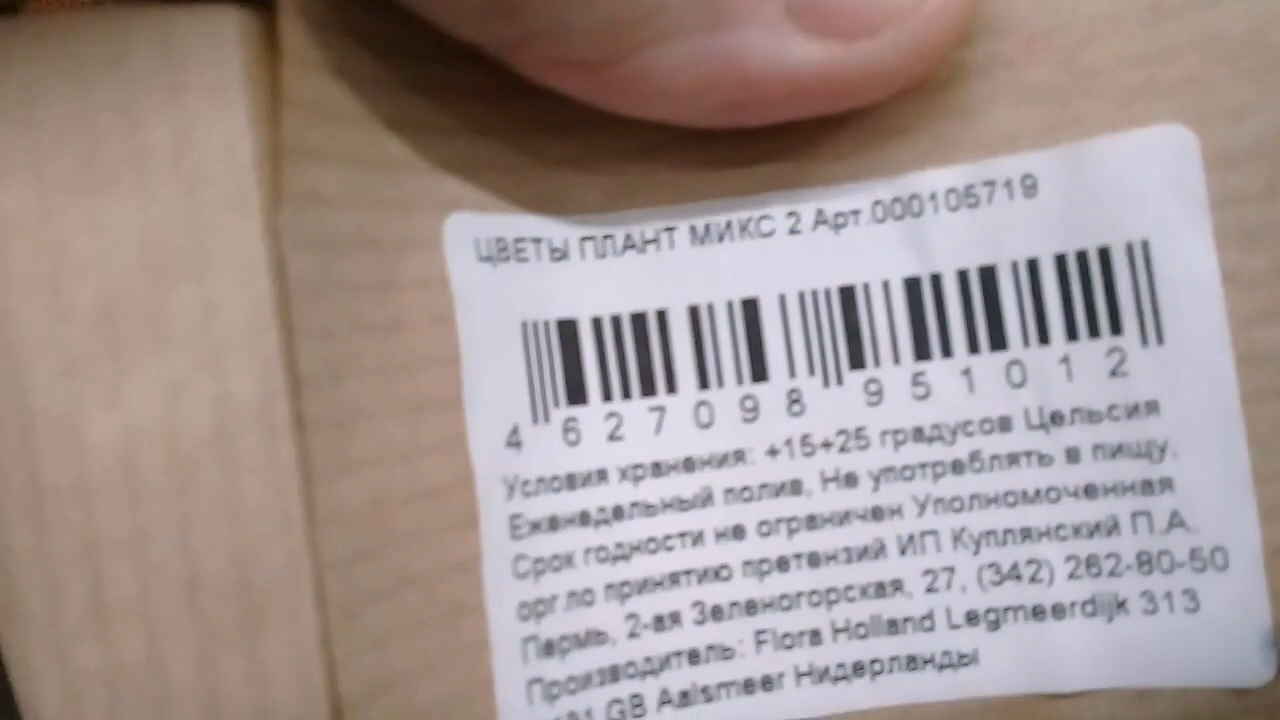 ЦВЕТЫ ПЛАНТ МИКС 2 Арт.000105719
4 627098 951012
Условия хранения: +15+25 градусов Цельсия
Еженедельный полив, Не употреблять в пищу,
Срок годности не ограничен Уполномоченная
орг.по принятию претензий ИП Куплянский П.А.
Пермь, 2-ая Зеленогорская, 27, (342) 262-80-50
Производитель: Flora Holland Legmeerdijk 313
GB Aalsmeer Нидерланды